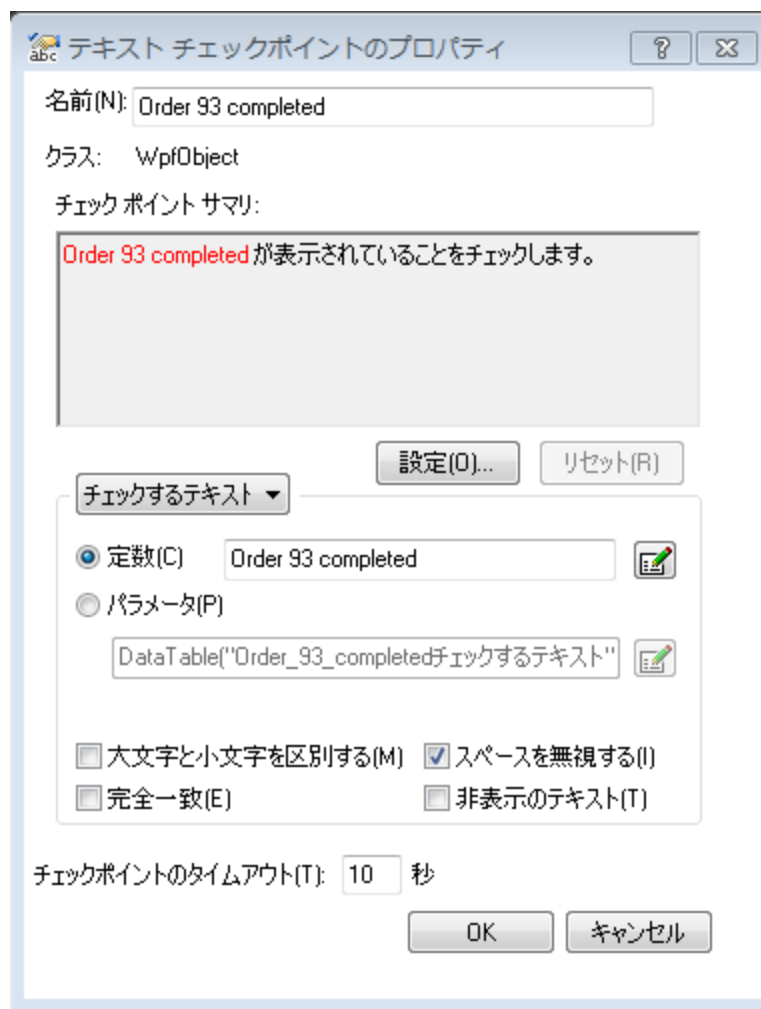 テキスト チェックポイントのプロパティ
名前(N): Order 93 completed
クラス: WpfObject
チェック ポイント サマリ:
Order 93 completed が表示されていることをチェックします。
設定(O)... リセット(R)
チェックするテキスト
定数(C) Order 93 completed
パラメータ(P)
DataTable("Order_93_completedチェックするテキスト"
大文字と小文字を区別する(M) スペースを無視する(I)
完全一致(E) 非表示のテキスト(T)
チェックポイントのタイムアウト(T): 10 秒
OK キャンセル